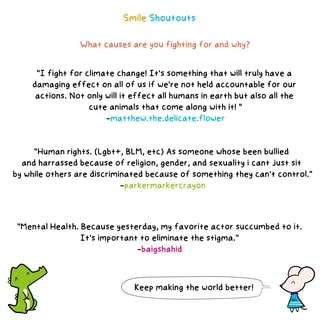 Smile Shoutouts
What causes are you fighting for and why?
"I fight for climate change! It's something that will truly have a
damaging effect on all of us if we're not held accountable for our
actions. Not only will it effect all humans in earth but also all the
cute animals that come along with it! "
-matthew.the.delicate.flower
"Human rights. (Lgbt+, BLM, etc) As someone whose been bullied
and harrassed because of religion, gender, and sexuality i cant just sit
by while others are discriminated because of something they can't control."
-parkermarkercrayon
"Mental Health. Because yesterday, my favorite actor succumbed to it.
It's important to eliminate the stigma."
-baigshahid
Keep making the world better!